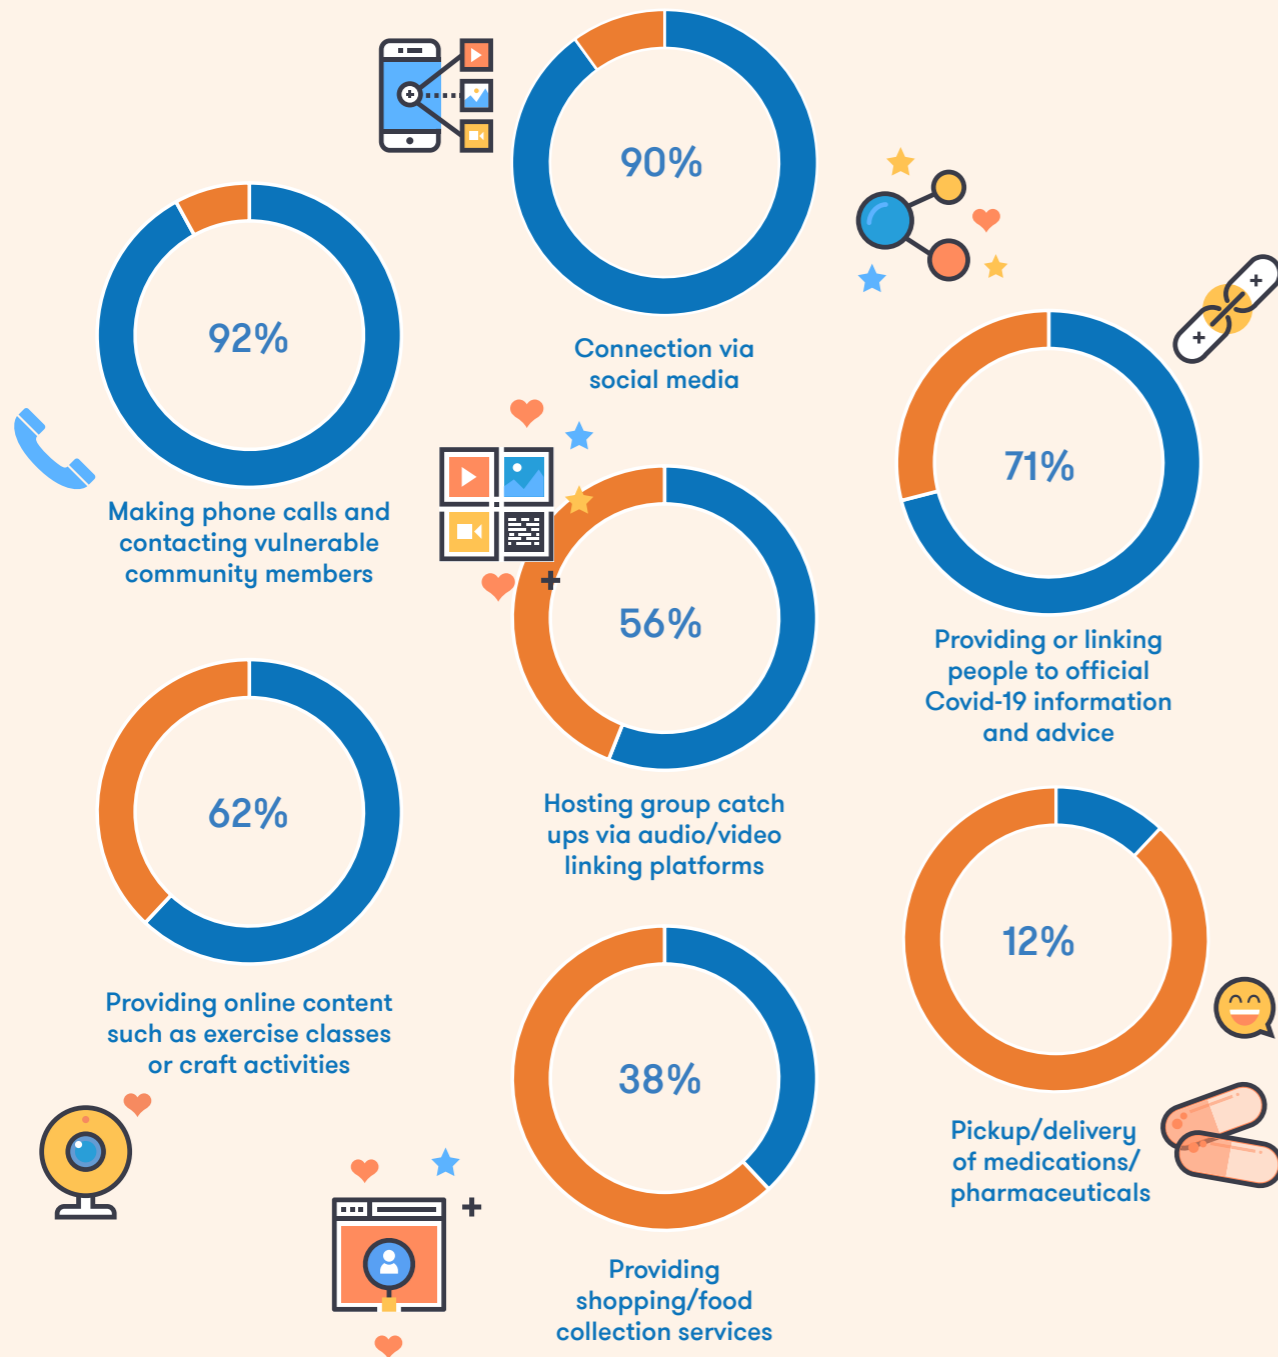 90%
Connection via
social media
92%
Making phone calls and
contacting vulnerable
community members
71%
Providing or linking
people to official
Covid-19 information
and advice
56%
Hosting group catch
ups via audio/video
linking platforms
62%
Providing online content
such as exercise classes
or craft activities
12%
Pickup/delivery
of medications/
pharmaceuticals
38%
Providing
shopping/food
collection services